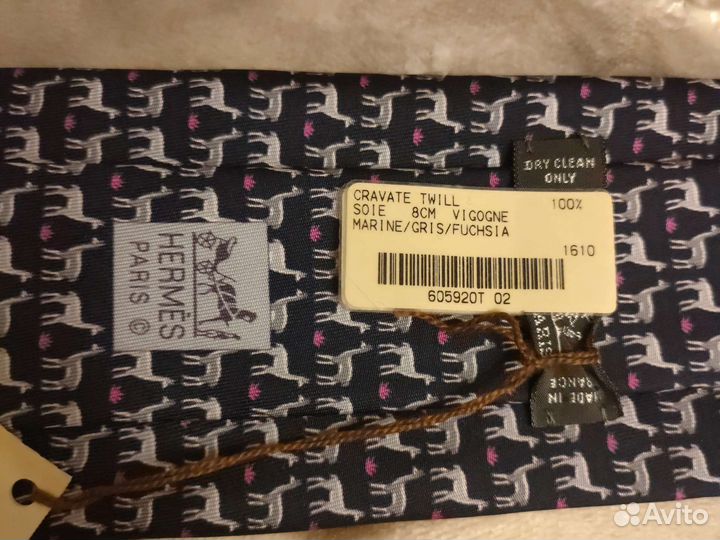 DRY CLEAN
ONLY
CRAVATE TWILL 100%
SOIE 8CM VIGOGNE
MARINE/GRIS/FUCHSIA
1610
605920T 02
HERMÈS
PARIS ©
MADE IN
FRANCE
Avito